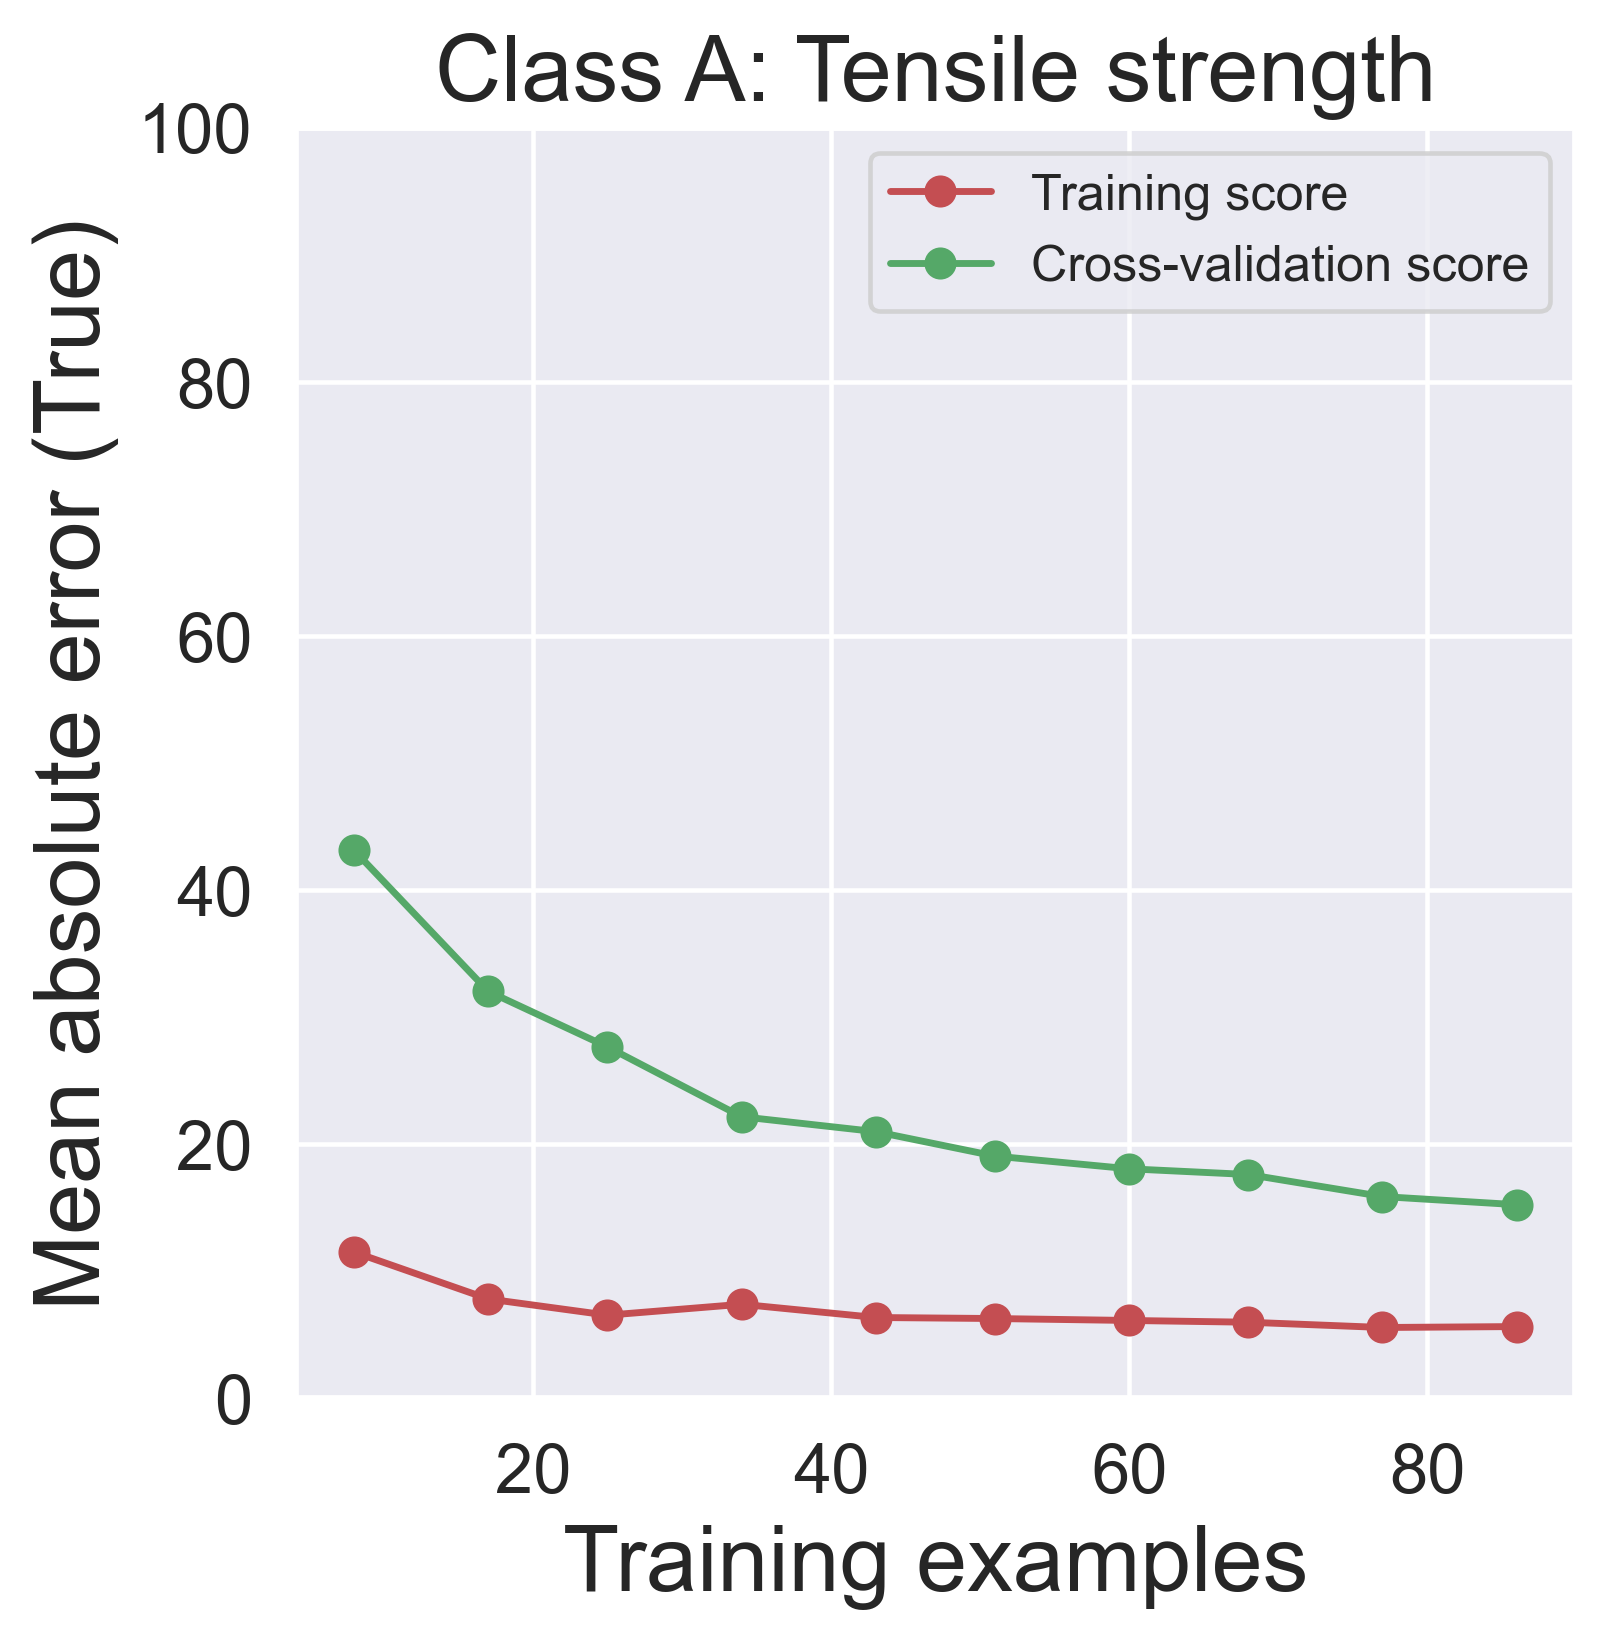 Class A: Tensile strength
Training score
Cross-validation score
Mean absolute error (True)
100
80
60
40
20
0
20 40 60 80
Training examples